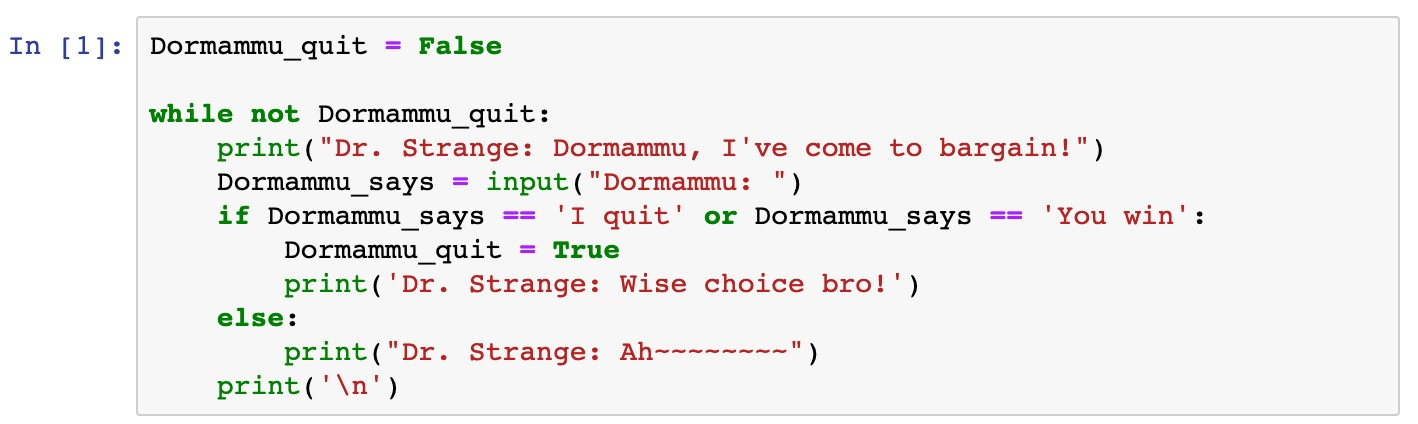 In [1]: Dormammu_quit = False
while not Dormammu_quit:
    print("Dr. Strange: Dormammu, I've come to bargain!")
    Dormammu_says = input("Dormammu: ")
    if Dormammu_says == 'I quit' or Dormammu_says == 'You win':
        Dormammu_quit = True
        print('Dr. Strange: Wise choice bro!')
    else:
        print("Dr. Strange: Ah~~~~~~~~")
    print('\n')